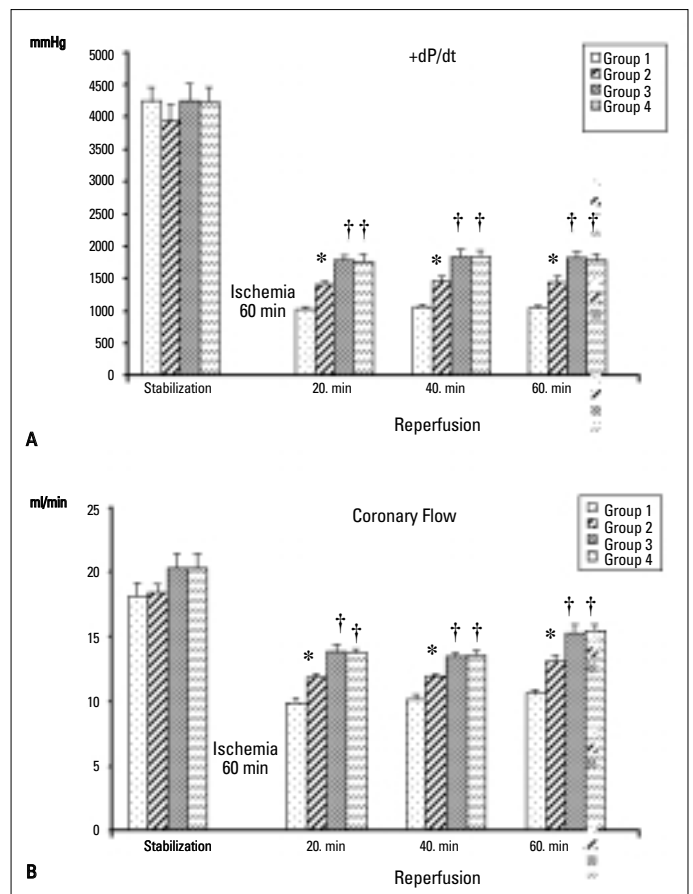 mmHg
+dP/dt
5000
4500
4000
3500
3000
2500
2000
1500
1000
500
0
Group 1
Group 2
Group 3
Group 4
* † †
* † †
* † †
Ischemia
60 min
Stabilization 20. min 40. min 60. min
Reperfusion
A
ml/min
Coronary Flow
25
20
15
10
5
0
Group 1
Group 2
Group 3
Group 4
* † †
* † †
* † †
Ischemia
60 min
Stabilization 20. min 40. min 60. min
Reperfusion
B